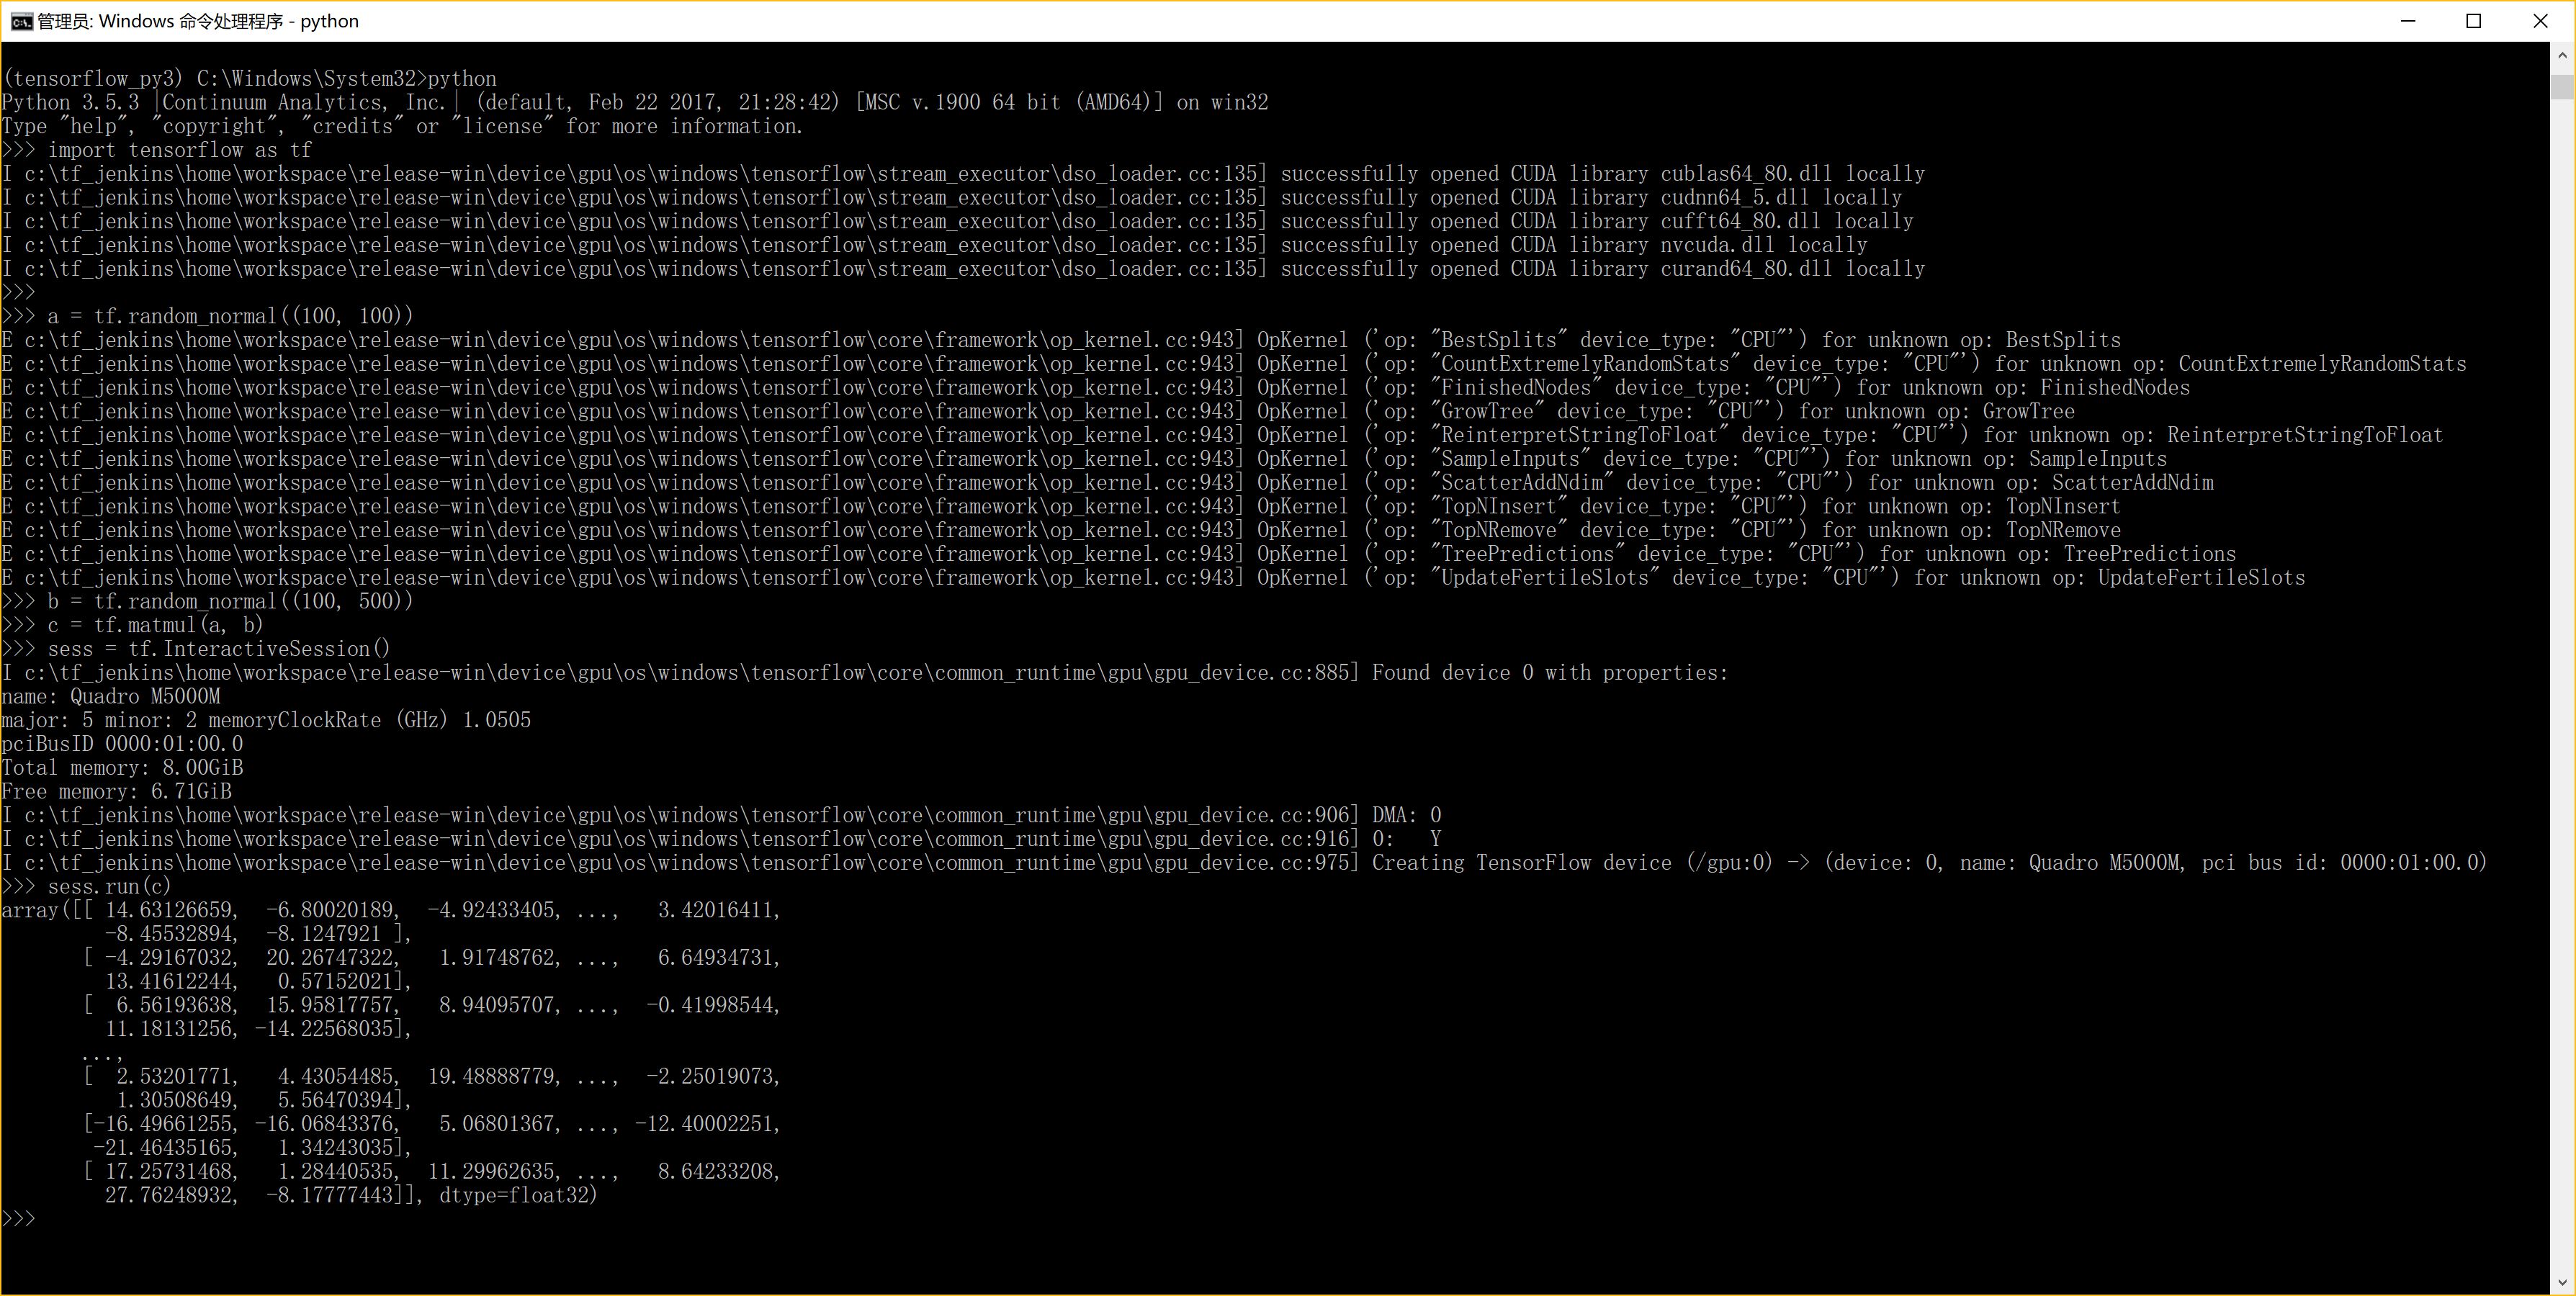 管理员: Windows 命令处理程序 - python
(tensorflow_py3) C:\Windows\System32>python
Python 3.5.3 |Continuum Analytics, Inc.| (default, Feb 22 2017, 21:28:42) [MSC v.1900 64 bit (AMD64)] on win32
Type "help", "copyright", "credits" or "license" for more information.
>>> import tensorflow as tf
I c:\tf_jenkins\home\workspace\release-win\device\gpu\os\windows\tensorflow\stream_executor\dso_loader.cc:135] successfully opened CUDA library cublas64_80.dll locally
I c:\tf_jenkins\home\workspace\release-win\device\gpu\os\windows\tensorflow\stream_executor\dso_loader.cc:135] successfully opened CUDA library cudnn64_5.dll locally
I c:\tf_jenkins\home\workspace\release-win\device\gpu\os\windows\tensorflow\stream_executor\dso_loader.cc:135] successfully opened CUDA library cufft64_80.dll locally
I c:\tf_jenkins\home\workspace\release-win\device\gpu\os\windows\tensorflow\stream_executor\dso_loader.cc:135] successfully opened CUDA library nvcuda.dll locally
I c:\tf_jenkins\home\workspace\release-win\device\gpu\os\windows\tensorflow\stream_executor\dso_loader.cc:135] successfully opened CUDA library curand64_80.dll locally
>>>
>>> a = tf.random_normal((100, 100))
E c:\tf_jenkins\home\workspace\release-win\device\gpu\os\windows\tensorflow\core\framework\op_kernel.cc:943] OpKernel ('op: "BestSplits" device_type: "CPU"') for unknown op: BestSplits
E c:\tf_jenkins\home\workspace\release-win\device\gpu\os\windows\tensorflow\core\framework\op_kernel.cc:943] OpKernel ('op: "CountExtremelyRandomStats" device_type: "CPU"') for unknown op: CountExtremelyRandomStats
E c:\tf_jenkins\home\workspace\release-win\device\gpu\os\windows\tensorflow\core\framework\op_kernel.cc:943] OpKernel ('op: "FinishedNodes" device_type: "CPU"') for unknown op: FinishedNodes
E c:\tf_jenkins\home\workspace\release-win\device\gpu\os\windows\tensorflow\core\framework\op_kernel.cc:943] OpKernel ('op: "GrowTree" device_type: "CPU"') for unknown op: GrowTree
E c:\tf_jenkins\home\workspace\release-win\device\gpu\os\windows\tensorflow\core\framework\op_kernel.cc:943] OpKernel ('op: "ReinterpretStringToFloat" device_type: "CPU"') for unknown op: ReinterpretStringToFloat
E c:\tf_jenkins\home\workspace\release-win\device\gpu\os\windows\tensorflow\core\framework\op_kernel.cc:943] OpKernel ('op: "SampleInputs" device_type: "CPU"') for unknown op: SampleInputs
E c:\tf_jenkins\home\workspace\release-win\device\gpu\os\windows\tensorflow\core\framework\op_kernel.cc:943] OpKernel ('op: "ScatterAddNdim" device_type: "CPU"') for unknown op: ScatterAddNdim
E c:\tf_jenkins\home\workspace\release-win\device\gpu\os\windows\tensorflow\core\framework\op_kernel.cc:943] OpKernel ('op: "TopNInsert" device_type: "CPU"') for unknown op: TopNInsert
E c:\tf_jenkins\home\workspace\release-win\device\gpu\os\windows\tensorflow\core\framework\op_kernel.cc:943] OpKernel ('op: "TopNRemove" device_type: "CPU"') for unknown op: TopNRemove
E c:\tf_jenkins\home\workspace\release-win\device\gpu\os\windows\tensorflow\core\framework\op_kernel.cc:943] OpKernel ('op: "TreePredictions" device_type: "CPU"') for unknown op: TreePredictions
E c:\tf_jenkins\home\workspace\release-win\device\gpu\os\windows\tensorflow\core\framework\op_kernel.cc:943] OpKernel ('op: "UpdateFertileSlots" device_type: "CPU"') for unknown op: UpdateFertileSlots
>>> b = tf.random_normal((100, 500))
>>> c = tf.matmul(a, b)
>>> sess = tf.InteractiveSession()
I c:\tf_jenkins\home\workspace\release-win\device\gpu\os\windows\tensorflow\core\common_runtime\gpu\gpu_device.cc:885] Found device 0 with properties:
name: Quadro M5000M
major: 5 minor: 2 memoryClockRate (GHz) 1.0505
pciBusID 0000:01:00.0
Total memory: 8.00GiB
Free memory: 6.71GiB
I c:\tf_jenkins\home\workspace\release-win\device\gpu\os\windows\tensorflow\core\common_runtime\gpu\gpu_device.cc:906] DMA: 0
I c:\tf_jenkins\home\workspace\release-win\device\gpu\os\windows\tensorflow\core\common_runtime\gpu\gpu_device.cc:916] 0:   Y
I c:\tf_jenkins\home\workspace\release-win\device\gpu\os\windows\tensorflow\core\common_runtime\gpu\gpu_device.cc:975] Creating TensorFlow device (/gpu:0) -> (device: 0, name: Quadro M5000M, pci bus id: 0000:01:00.0)
>>> sess.run(c)
array([[ 14.63126659,  -6.80020189,  -4.92433405, ...,   3.42016411,
         -8.45532894,  -8.1247921 ],
       [ -4.29167032,  20.26747322,   1.91748762, ...,   6.64934731,
         13.41612244,   0.57152021],
       [  6.56193638,  15.95817757,   8.94095707, ...,  -0.41998544,
         11.18131256, -14.22568035],
       ...,
       [  2.53201771,   4.43054485,  19.48888779, ...,  -2.25019073,
          1.30508649,   5.56470394],
       [-16.49661255, -16.06843376,   5.06801367, ..., -12.40002251,
        -21.46435165,   1.34243035],
       [ 17.25731468,   1.28440535,  11.29962635, ...,   8.64233208,
         27.76248932,  -8.17777443]], dtype=float32)
>>>